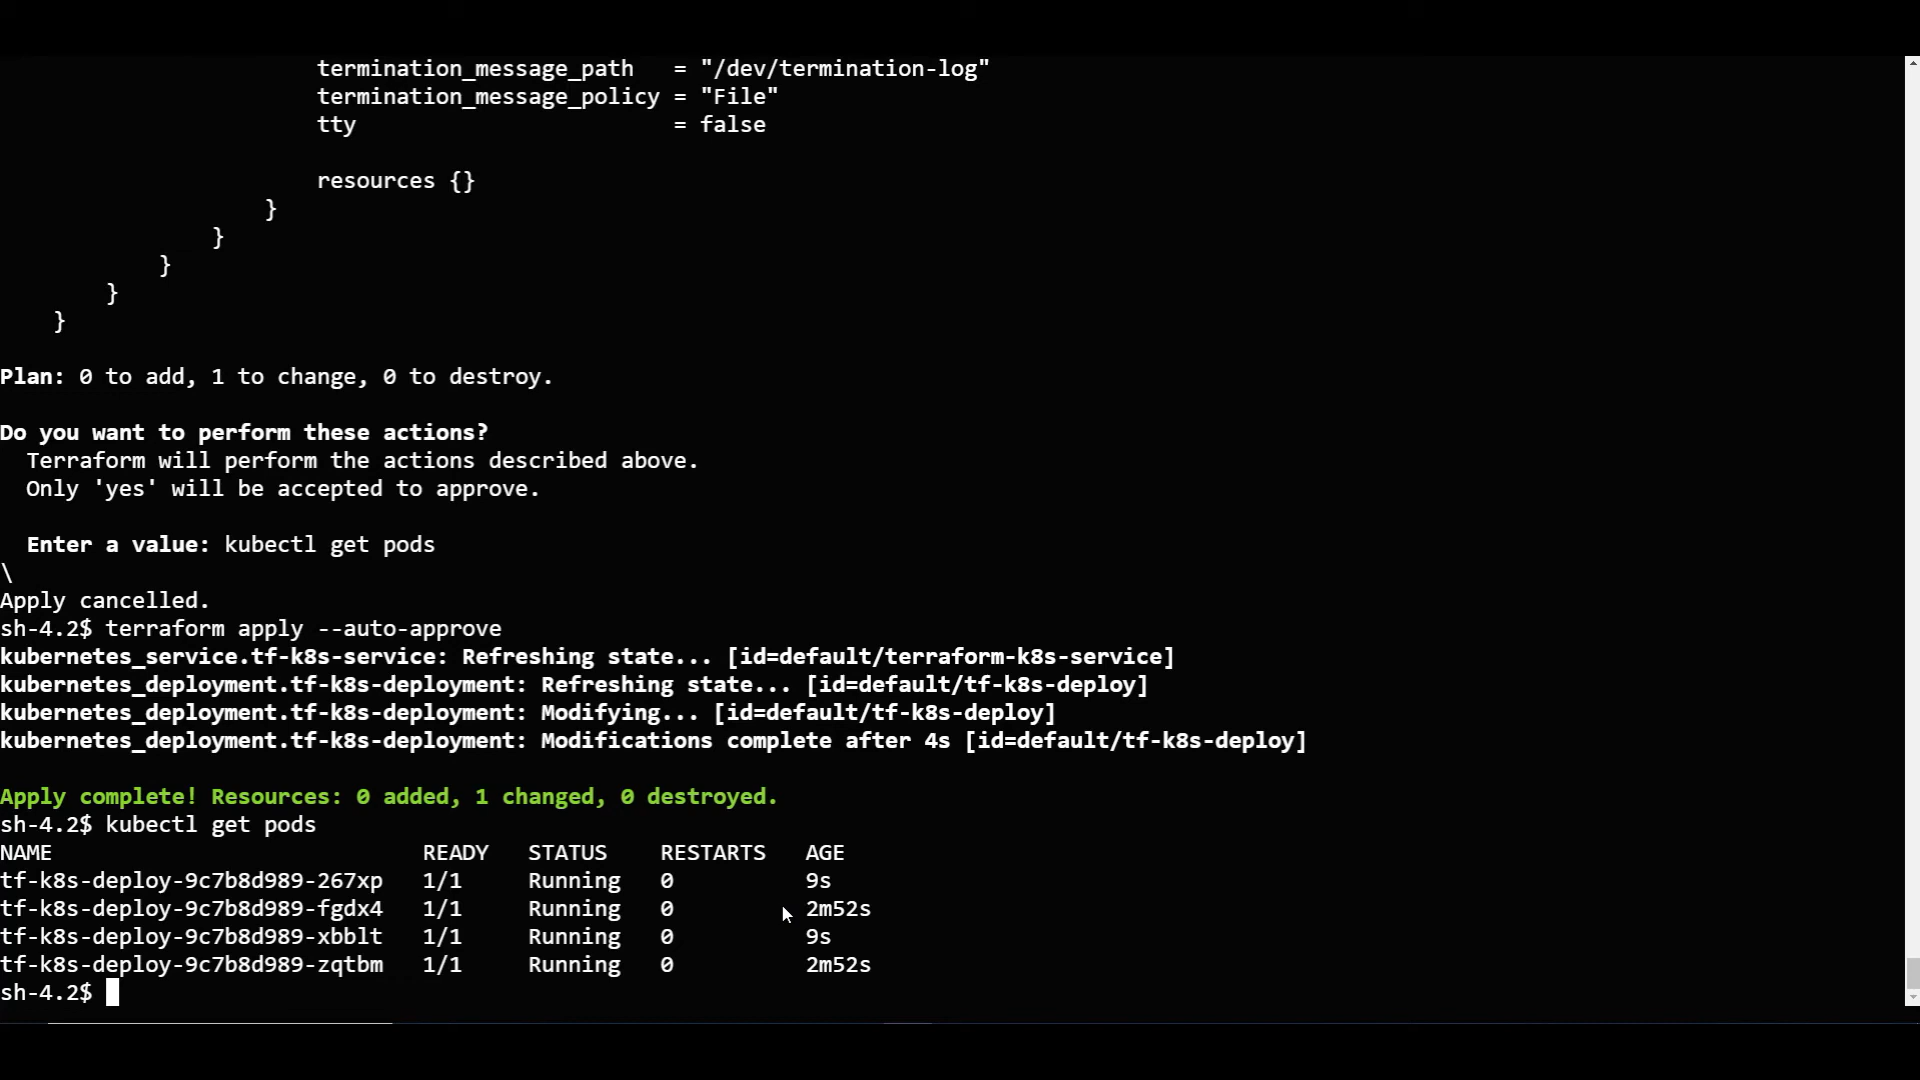 termination_message_path   = "/dev/termination-log"
termination_message_policy = "File"
tty                        = false
resources {}
}
}
}
}
}
Plan: 0 to add, 1 to change, 0 to destroy.
Do you want to perform these actions?
Terraform will perform the actions described above.
Only 'yes' will be accepted to approve.
Enter a value: kubectl get pods
\
Apply cancelled.
sh-4.2$ terraform apply --auto-approve
kubernetes_service.tf-k8s-service: Refreshing state... [id=default/terraform-k8s-service]
kubernetes_deployment.tf-k8s-deployment: Refreshing state... [id=default/tf-k8s-deploy]
kubernetes_deployment.tf-k8s-deployment: Modifying... [id=default/tf-k8s-deploy]
kubernetes_deployment.tf-k8s-deployment: Modifications complete after 4s [id=default/tf-k8s-deploy]
Apply complete! Resources: 0 added, 1 changed, 0 destroyed.
sh-4.2$ kubectl get pods
NAME                            READY   STATUS    RESTARTS   AGE
tf-k8s-deploy-9c7b8d989-267xp   1/1     Running   0          9s
tf-k8s-deploy-9c7b8d989-fgdx4   1/1     Running   0          2m52s
tf-k8s-deploy-9c7b8d989-xbblt   1/1     Running   0          9s
tf-k8s-deploy-9c7b8d989-zqtbm   1/1     Running   0          2m52s
sh-4.2$